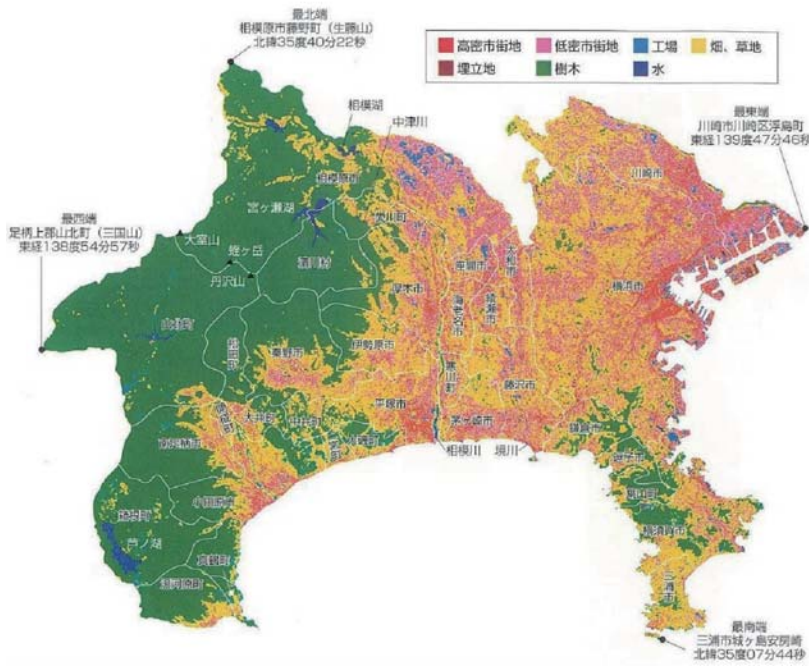 最北端
相模原市藤野町（生藤山）
北緯35度40分22秒
高密市街地
低密市街地
工場
畑、草地
埋立地
樹木
水
相模湖
中津川
最東端
川崎市川崎区浮島町
東経139度47分46秒
川崎市
相模原市
宮ヶ瀬湖
愛川町
最西端
足柄上郡山北町（三国山）
東経138度54分57秒
大室山
蛭ヶ岳
丹沢山
清川村
座間市
大和市
横浜市
厚木市
海老名市
綾瀬市
山北町
松田町
秦野市
伊勢原市
寒川町
藤沢市
平塚市
大井町
中井町
茅ヶ崎市
鎌倉市
南足柄市
大磯町
相模川
境川
逗子市
葉山町
小田原市
箱根町
横須賀市
芦ノ湖
真鶴町
三浦市
湯河原町
最南端
三浦市城ヶ島安房崎
北緯35度07分44秒